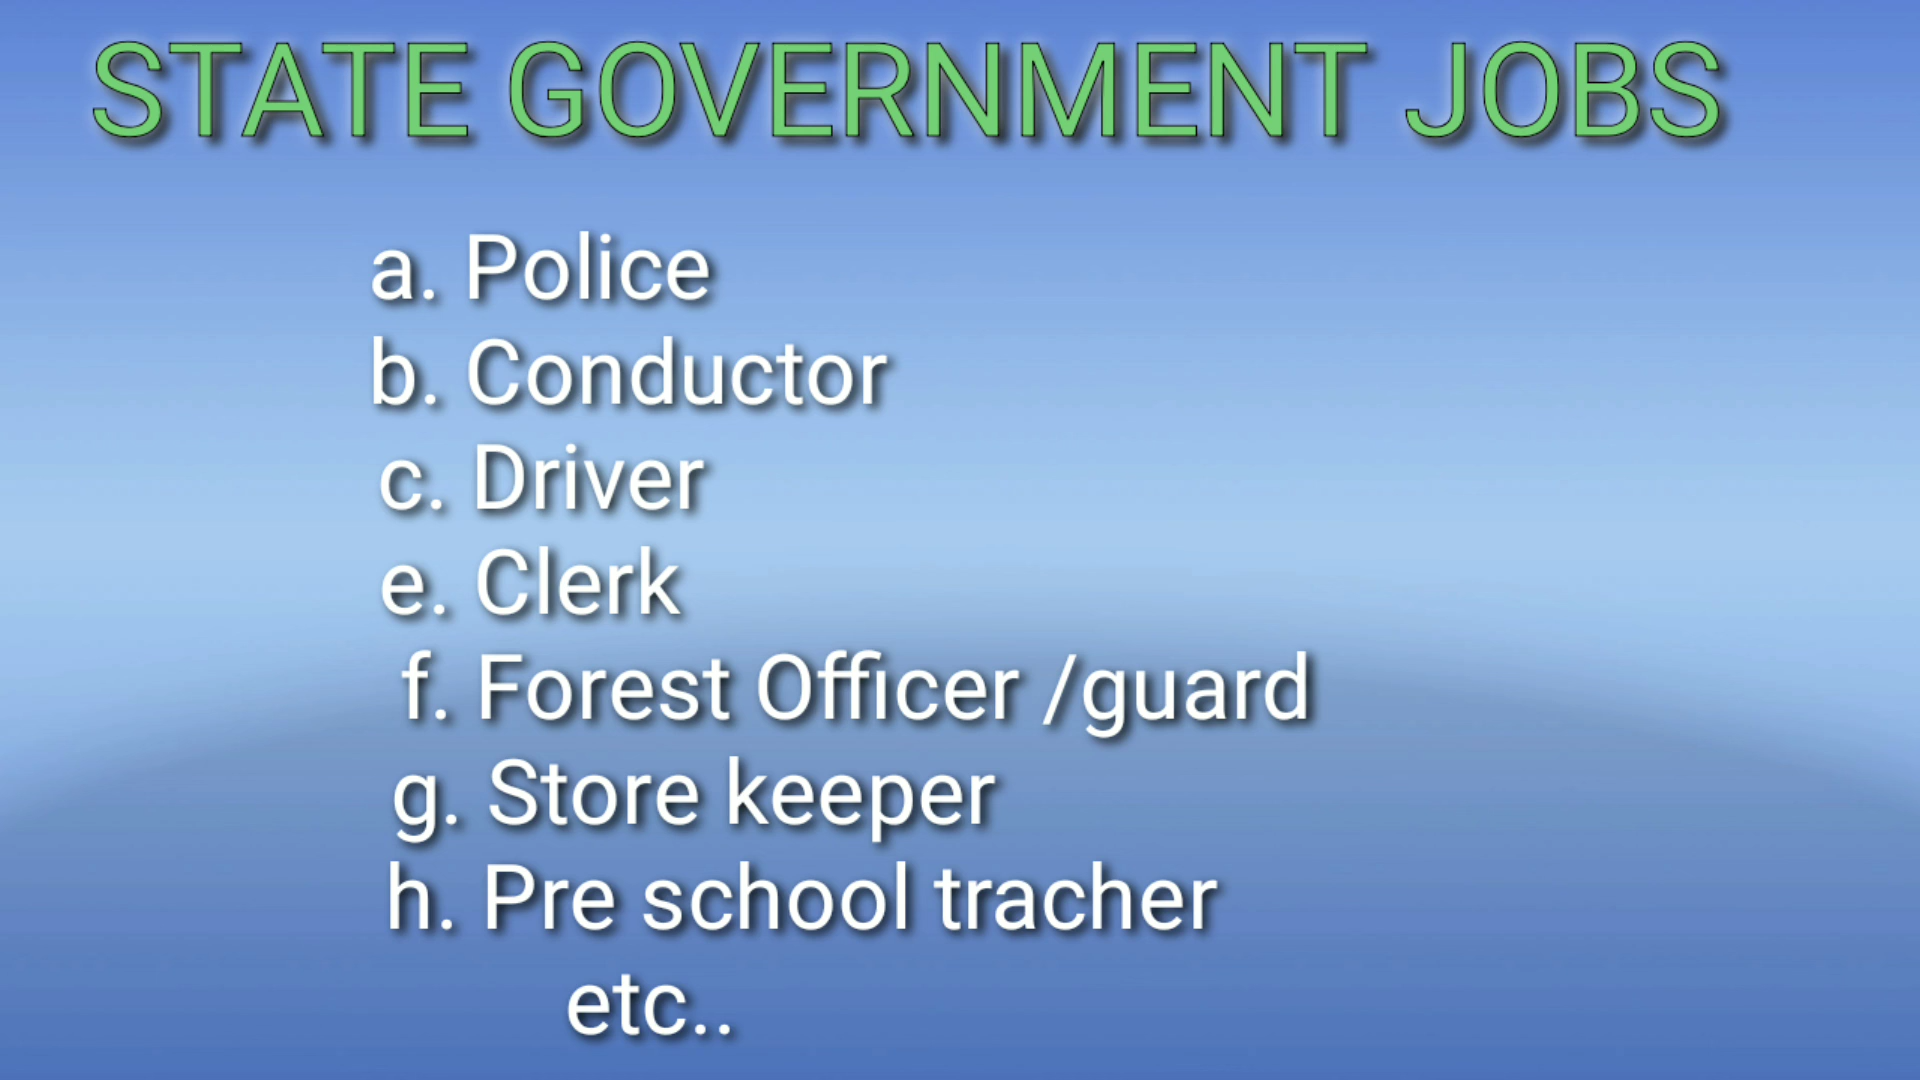 STATE GOVERNMENT JOBS
a. Police
b. Conductor
c. Driver
e. Clerk
f. Forest Officer /guard
g. Store keeper
h. Pre school tracher
etc..